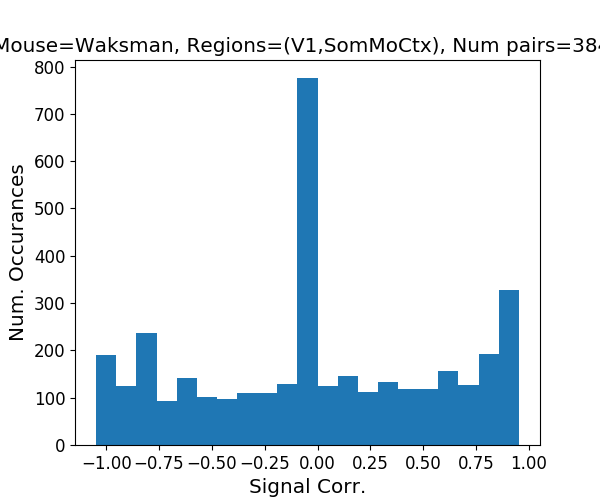 Mouse=Waksman, Regions=(V1,SomMoCtx), Num pairs=384
800
700
600
500
400
300
200
100
0
Num. Occurances
−1.00 −0.75 −0.50 −0.25 0.00 0.25 0.50 0.75 1.00
Signal Corr.